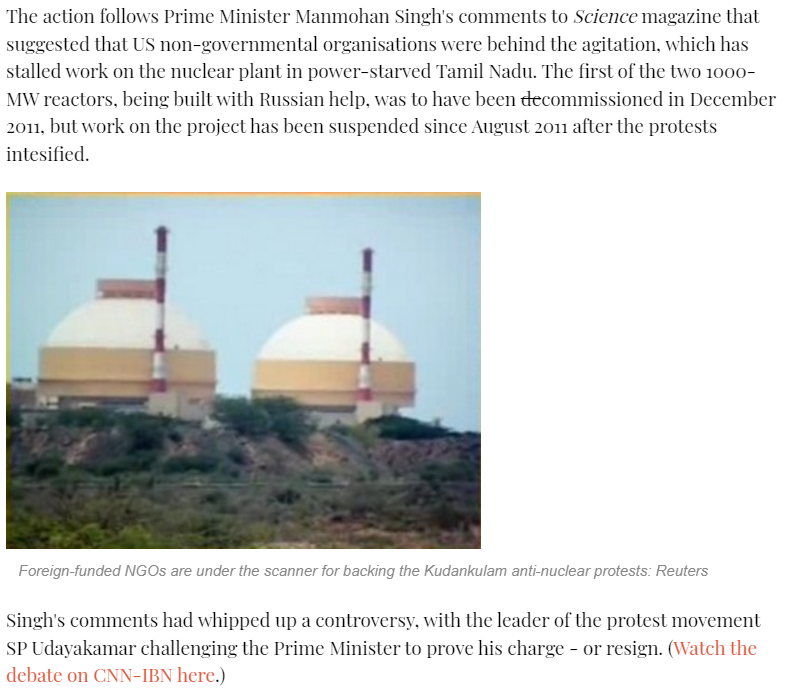 The action follows Prime Minister Manmohan Singh's comments to Science magazine that
suggested that US non-governmental organisations were behind the agitation, which has
stalled work on the nuclear plant in power-starved Tamil Nadu. The first of the two 1000-
MW reactors, being built with Russian help, was to have been decommissioned in December
2011, but work on the project has been suspended since August 2011 after the protests
intesified.
Foreign-funded NGOs are under the scanner for backing the Kudankulam anti-nuclear protests: Reuters
Singh's comments had whipped up a controversy, with the leader of the protest movement
SP Udayakamar challenging the Prime Minister to prove his charge - or resign. (Watch the
debate on CNN-IBN here.)